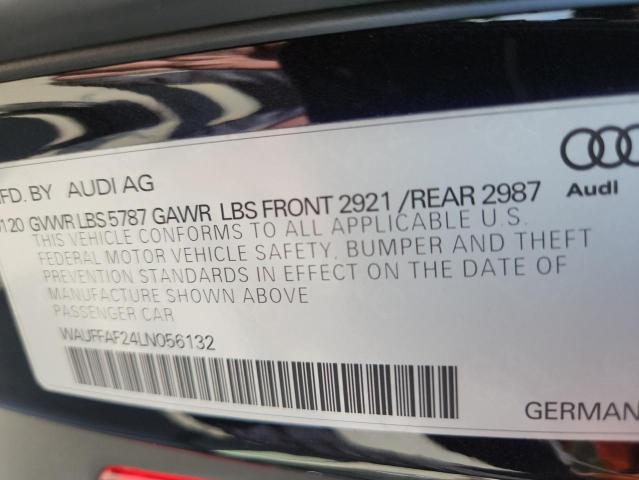 MFD. BY AUDI AG
/120 GVWR LBS 5787 GAWR LBS FRONT 2921 /REAR 2987
THIS VEHICLE CONFORMS TO ALL APPLICABLE U.S.
FEDERAL MOTOR VEHICLE SAFETY, BUMPER AND THEFT
PREVENTION STANDARDS IN EFFECT ON THE DATE OF
MANUFACTURE SHOWN ABOVE
PASSENGER CAR
WAUFFAF24LN056132
Audi
GERMAN